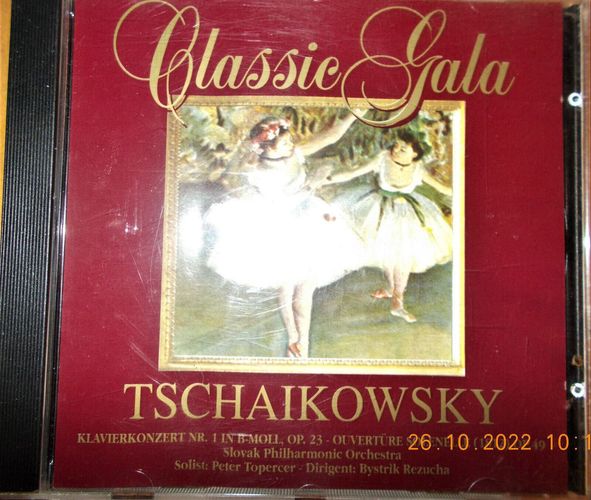 Classic Gala
TSCHAIKOWSKY
KLAVIERKONZERT NR. 1 IN B-MOLL, OP. 23 - OUVERTÜRE
26.10.2022 10:1
Slovak Philharmonic Orchestra
Solist: Peter Topercer - Dirigent: Bystrik Rezucha